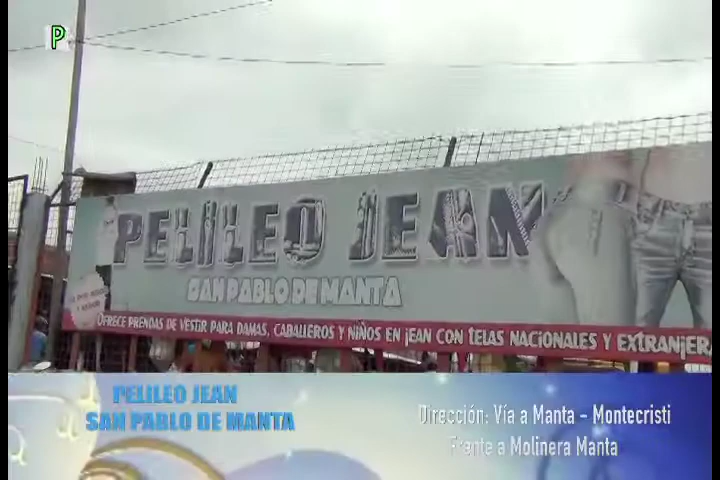 P
PELILEO JEAN
SAN PABLO DE MANTA
OFRECE PRENDAS DE VESTIR PARA DAMAS, CABALLEROS Y NIÑOS EN JEAN CON TELAS NACIONALES Y EXTRANJERA
PELILEO JEAN
SAN PABLO DE MANTA
Dirección: Vía a Manta - Montecristi
Frente a Molinera Manta